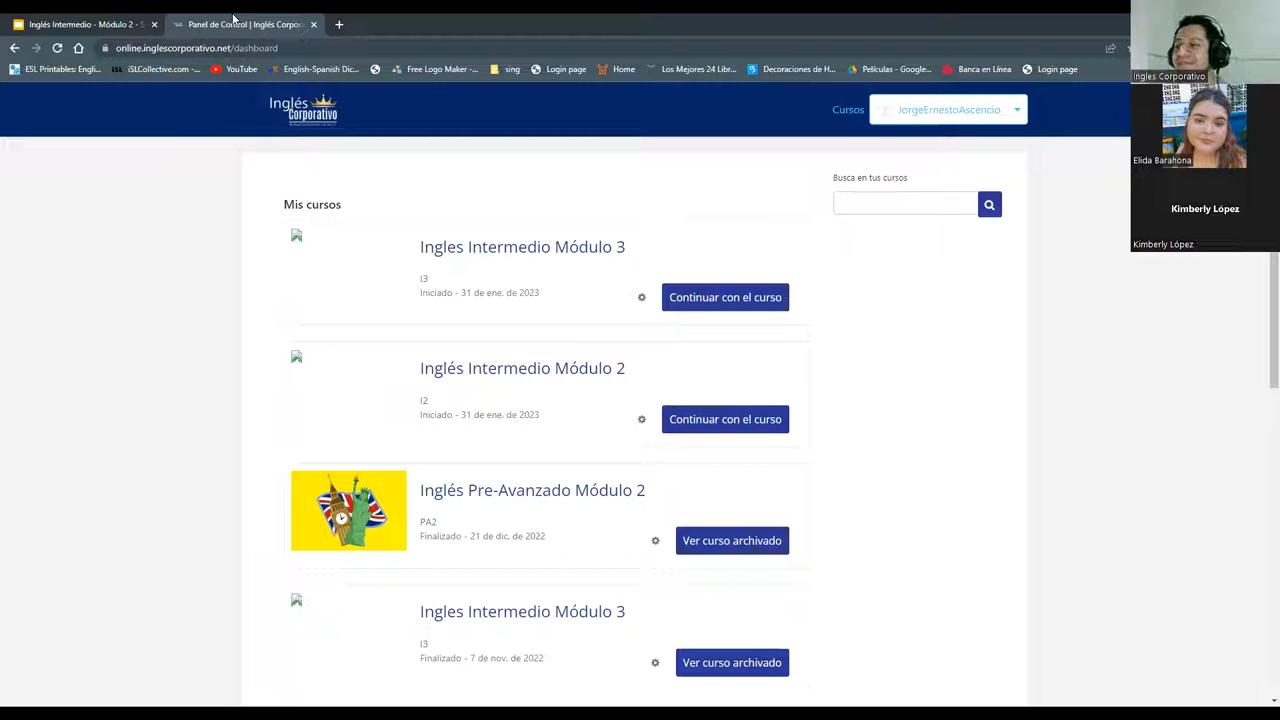 Inglés Intermedio - Módulo 2 - S
Panel de Control | Inglés Corpo
online.inglescorporativo.net/dashboard
ESL Printables: Engli...
iSLCollective.com -...
YouTube
English-Spanish Dic...
Free Logo Maker -...
sing
Login page
Home
Los Mejores 24 Libr...
Decoraciones de H...
Películas - Google...
Banca en Línea
Login page
Ingles Corporativo
Inglés
Corporativo
Cursos
JorgeErnestoAscencio
Elida Barahona
Kimberly López
Kimberly López
Busca en tus cursos
Mis cursos
Ingles Intermedio Módulo 3
I3
Iniciado - 31 de ene. de 2023
Continuar con el curso
Inglés Intermedio Módulo 2
I2
Iniciado - 31 de ene. de 2023
Continuar con el curso
Inglés Pre-Avanzado Módulo 2
PA2
Finalizado - 21 de dic. de 2022
Ver curso archivado
Ingles Intermedio Módulo 3
I3
Finalizado - 7 de nov. de 2022
Ver curso archivado